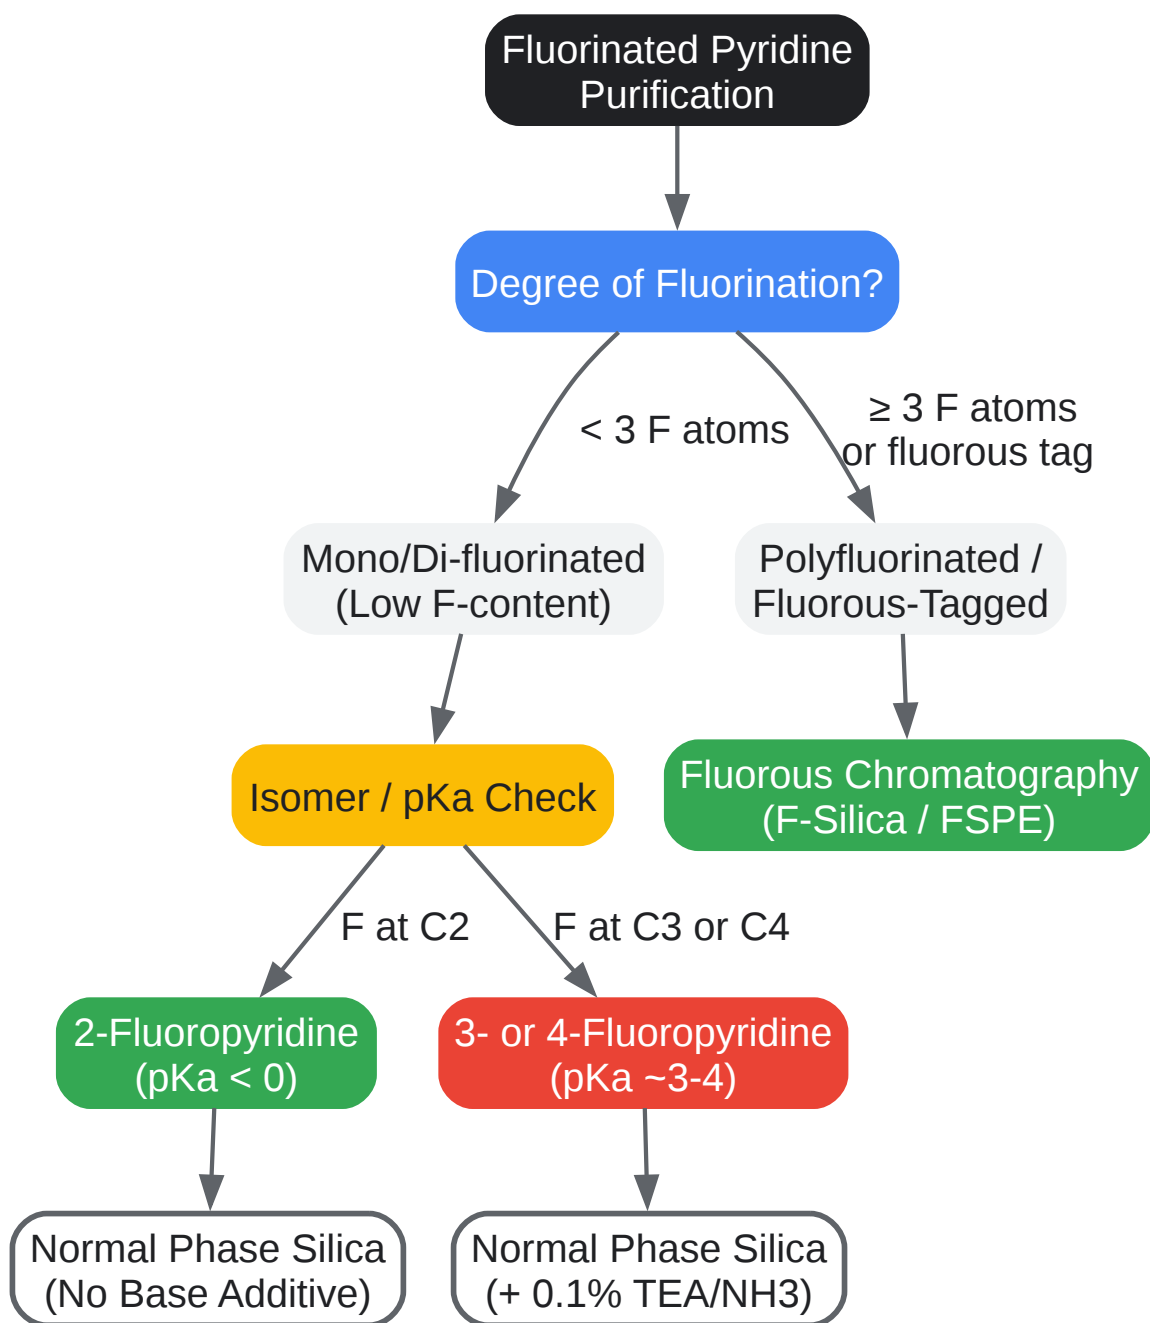 Fluorinated Pyridine
Purification
Degree of Fluorination?
< 3 F atoms
≥ 3 F atoms
or fluorous tag
Mono/Di-fluorinated
(Low F-content)
Polyfluorinated /
Fluorous-Tagged
Isomer / pKa Check
Fluorous Chromatography
(F-Silica / FSPE)
F at C2
F at C3 or C4
2-Fluoropyridine
(pKa < 0)
3- or 4-Fluoropyridine
(pKa ~3-4)
Normal Phase Silica
(No Base Additive)
Normal Phase Silica
(+ 0.1% TEA/NH3)